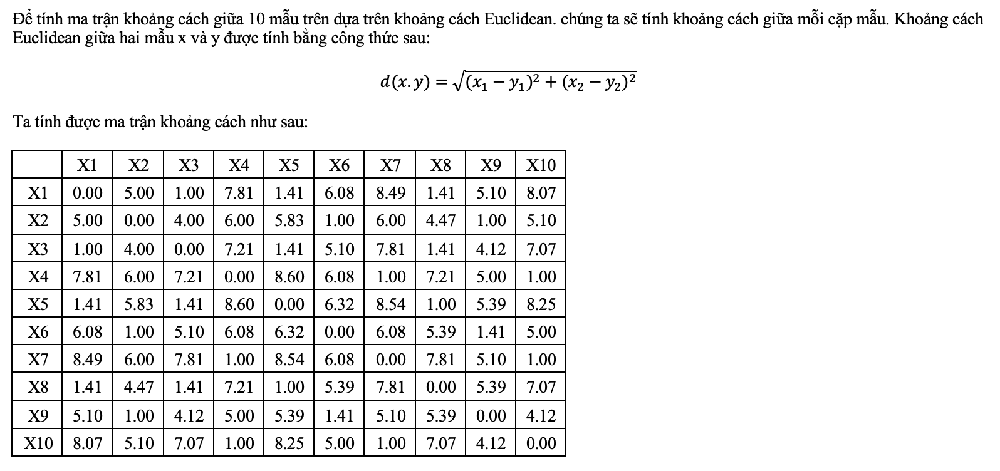 Để tính ma trận khoảng cách giữa 10 mẫu trên dựa trên khoảng cách Euclidean. chúng ta sẽ tính khoảng cách giữa mỗi cặp mẫu. Khoảng cách
Euclidean giữa hai mẫu x và y được tính bằng công thức sau:
d(x.y) = √(x₁ − y₁)² + (x₂ − y₂)²
Ta tính được ma trận khoảng cách như sau:
X1 X2 X3 X4 X5 X6 X7 X8 X9 X10
X1 0.00 5.00 1.00 7.81 1.41 6.08 8.49 1.41 5.10 8.07
X2 5.00 0.00 4.00 6.00 5.83 1.00 6.00 4.47 1.00 5.10
X3 1.00 4.00 0.00 7.21 1.41 5.10 7.81 1.41 4.12 7.07
X4 7.81 6.00 7.21 0.00 8.60 6.08 1.00 7.21 5.00 1.00
X5 1.41 5.83 1.41 8.60 0.00 6.32 8.54 1.00 5.39 8.25
X6 6.08 1.00 5.10 6.08 6.32 0.00 6.08 5.39 1.41 5.00
X7 8.49 6.00 7.81 1.00 8.54 6.08 0.00 7.81 5.10 1.00
X8 1.41 4.47 1.41 7.21 1.00 5.39 7.81 0.00 5.39 7.07
X9 5.10 1.00 4.12 5.00 5.39 1.41 5.10 5.39 0.00 4.12
X10 8.07 5.10 7.07 1.00 8.25 5.00 1.00 7.07 4.12 0.00